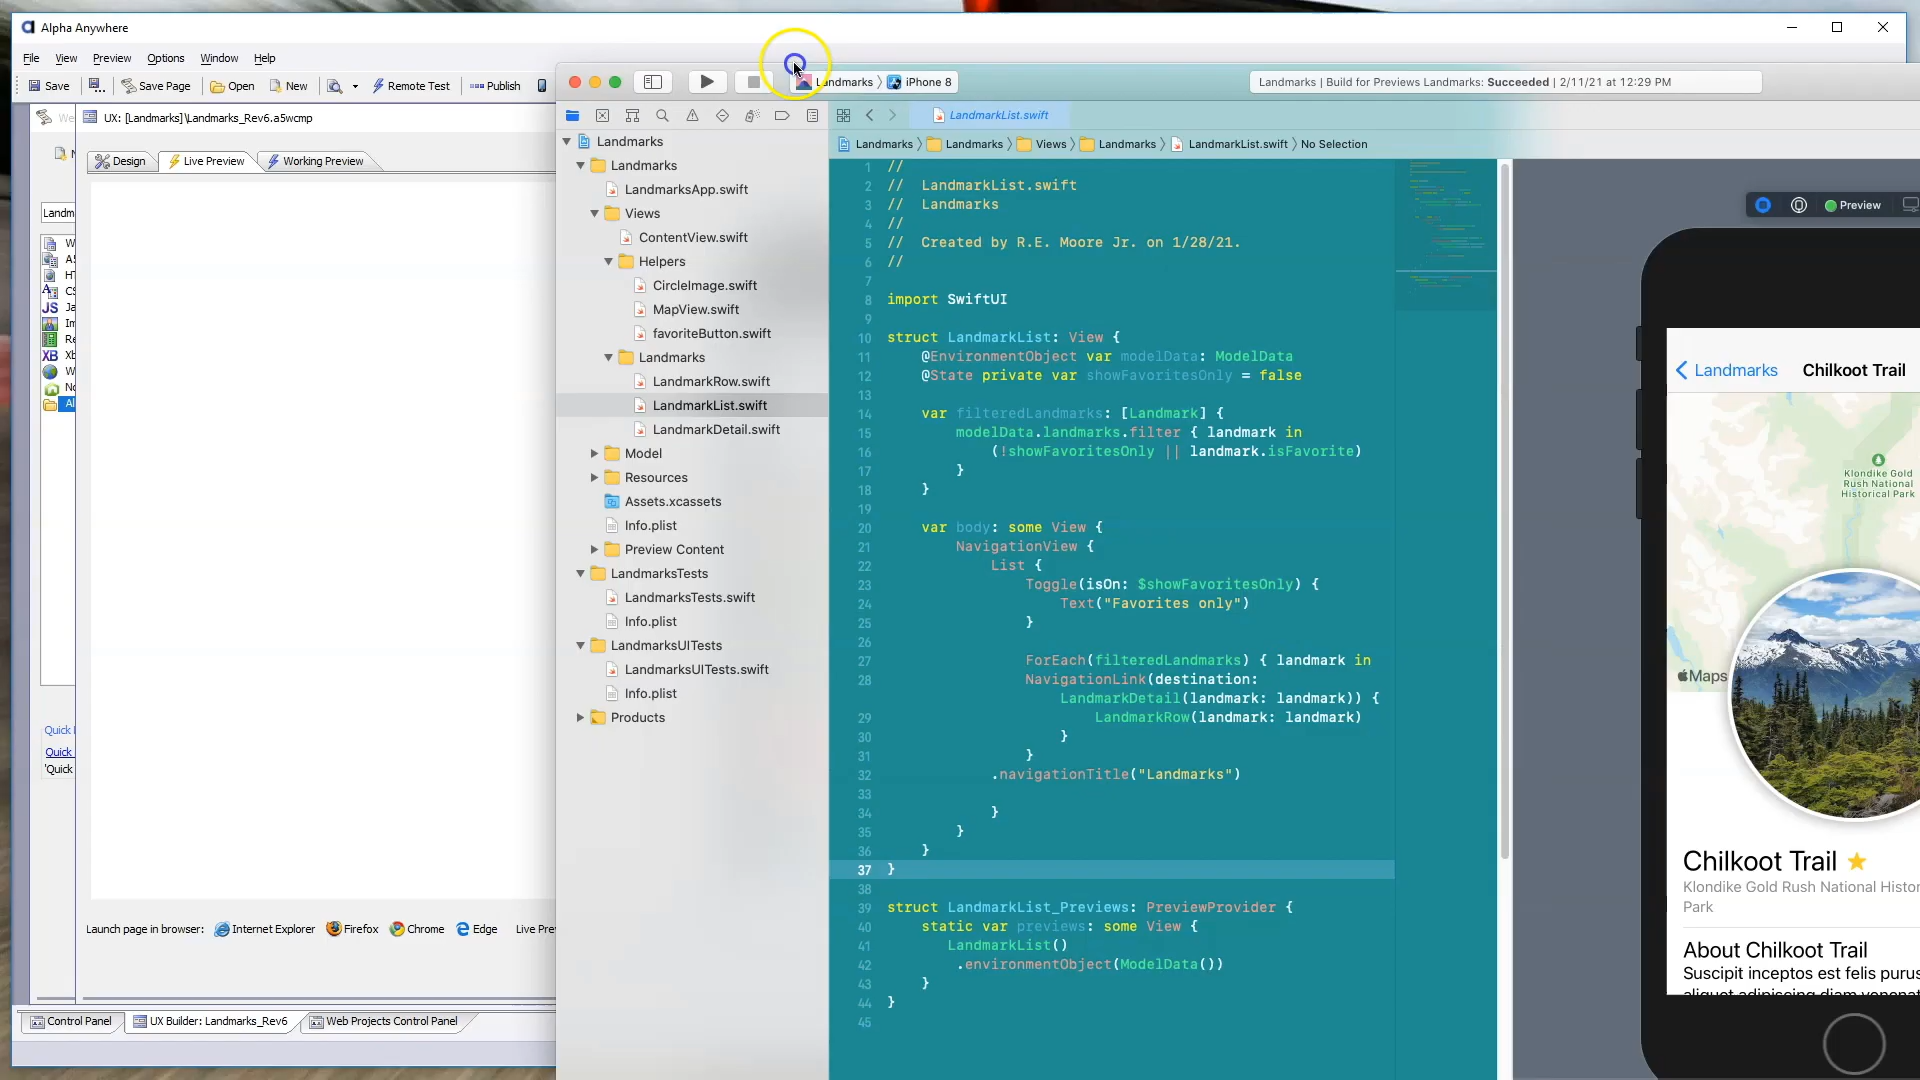 Alpha Anywhere
File View Preview Options Window Help
Save Save Page Open New Remote Test Publish
UX: [Landmarks]\Landmarks_Rev6.a5wcmp
Design Live Preview Working Preview
Landm
JS
XB
Quick
Quick
'Quick
Launch page in browser: Internet Explorer Firefox Chrome Edge Live Pre
Control Panel UX Builder: Landmarks_Rev6 Web Projects Control Panel
Landmarks iPhone 8
Landmarks | Build for Previews Landmarks: Succeeded | 2/11/21 at 12:29 PM
Landmarks
Landmarks
LandmarksApp.swift
Views
ContentView.swift
Helpers
CircleImage.swift
MapView.swift
favoriteButton.swift
Landmarks
LandmarkRow.swift
LandmarkList.swift
LandmarkDetail.swift
Model
Resources
Assets.xcassets
Info.plist
Preview Content
LandmarksTests
LandmarksTests.swift
Info.plist
LandmarksUITests
LandmarksUITests.swift
Info.plist
Products
LandmarkList.swift
Landmarks Landmarks Views Landmarks LandmarkList.swift No Selection
1 //
2 // LandmarkList.swift
3 // Landmarks
4 //
5 // Created by R.E. Moore Jr. on 1/28/21.
6 //
7
8 import SwiftUI
9
10 struct LandmarkList: View {
11 @EnvironmentObject var modelData: ModelData
12 @State private var showFavoritesOnly = false
13
14 var filteredLandmarks: [Landmark] {
15 modelData.landmarks.filter { landmark in
16 (!showFavoritesOnly || landmark.isFavorite)
17 }
18 }
19
20 var body: some View {
21 NavigationView {
22 List {
23 Toggle(isOn: $showFavoritesOnly) {
24 Text("Favorites only")
25 }
26
27 ForEach(filteredLandmarks) { landmark in
28 NavigationLink(destination:
LandmarkDetail(landmark: landmark)) {
29 LandmarkRow(landmark: landmark)
30 }
31 }
32 .navigationTitle("Landmarks")
33
34 }
35 }
36 }
37 }
38
39 struct LandmarkList_Previews: PreviewProvider {
40 static var previews: some View {
41 LandmarkList()
42 .environmentObject(ModelData())
43 }
44 }
45
Preview
Landmarks Chilkoot Trail
Klondike Gold
Rush National
Historical Park
Maps
Chilkoot Trail
Klondike Gold Rush National Histor
Park
About Chilkoot Trail
Suscipit inceptos est felis purus
aliquet adipiscing diam venenat